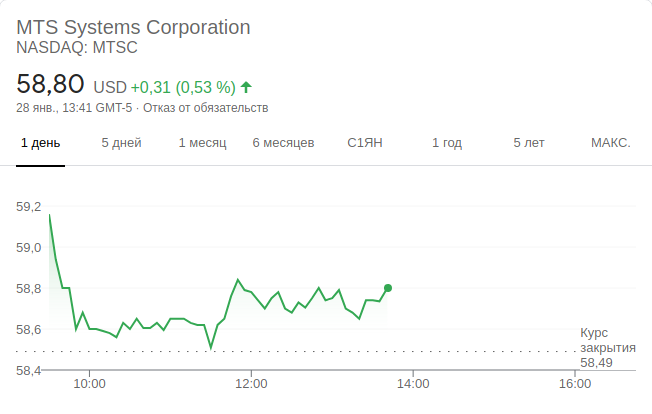 MTS Systems Corporation
NASDAQ: MTSC
58,80 USD +0,31 (0,53 %)
28 янв., 13:41 GMT-5 · Отказ от обязательств
1 день 5 дней 1 месяц 6 месяцев С1ЯН 1 год 5 лет МАКС.
59,2
59,0
58,8
58,6
58,4
Курс
закрытия
58,49
10:00 12:00 14:00 16:00